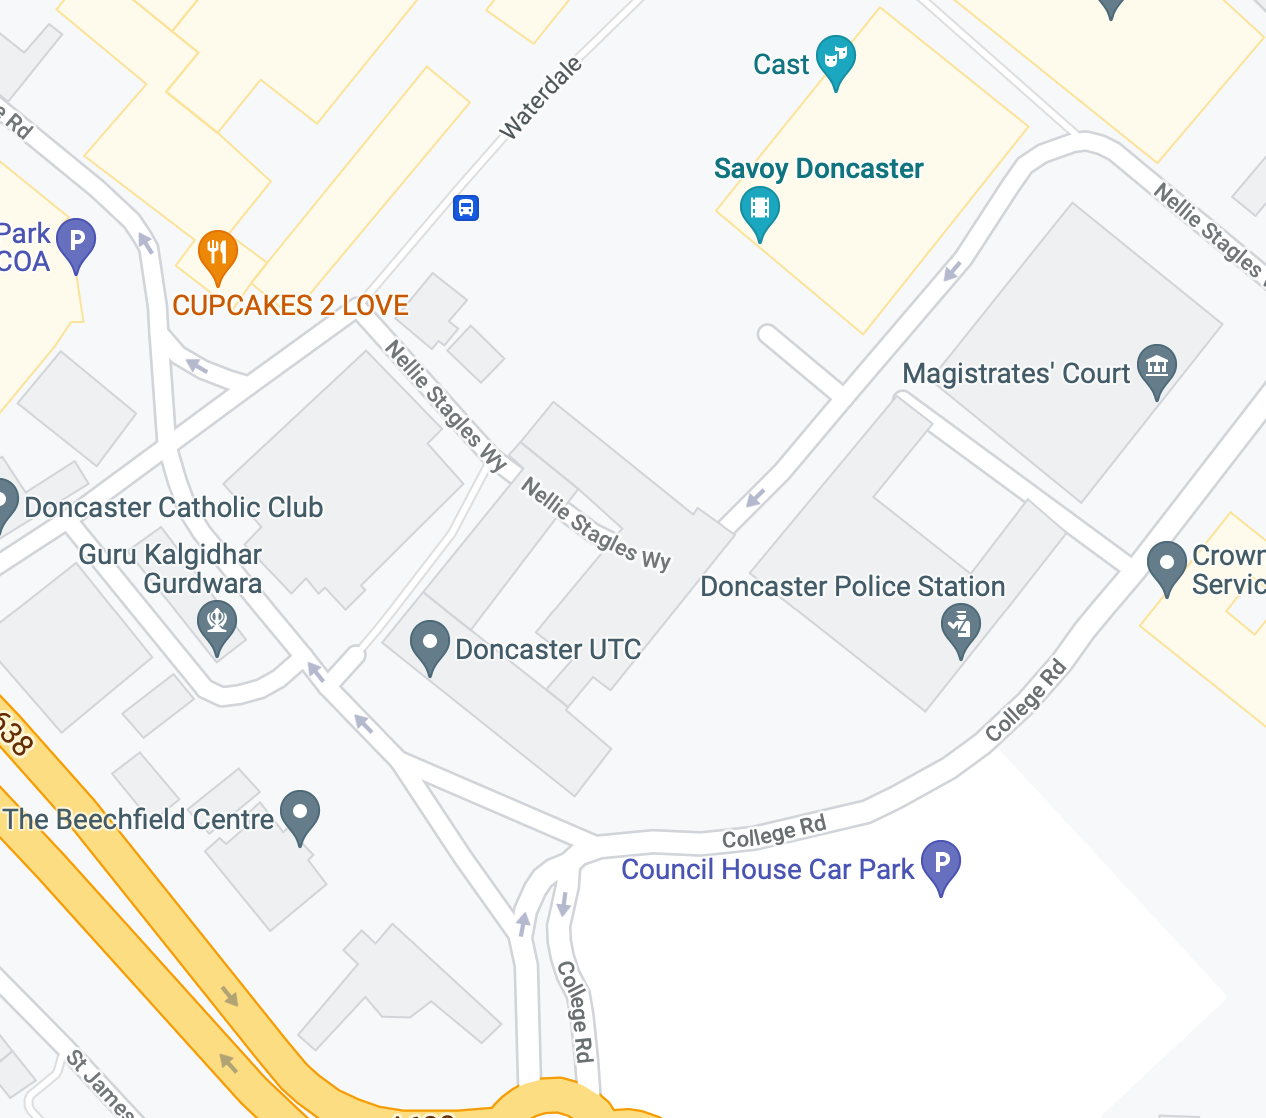 Cast
Waterdale
e Rd
Savoy Doncaster
Nellie Stagles
Park
COA
P
CUPCAKES 2 LOVE
Nellie Stagles Wy
Magistrates' Court
Nellie Stagles Wy
Doncaster Catholic Club
Guru Kalgidhar
Gurdwara
Crown
Servic
Doncaster Police Station
Doncaster UTC
College Rd
638
The Beechfield Centre
College Rd
Council House Car Park
P
College Rd
St James